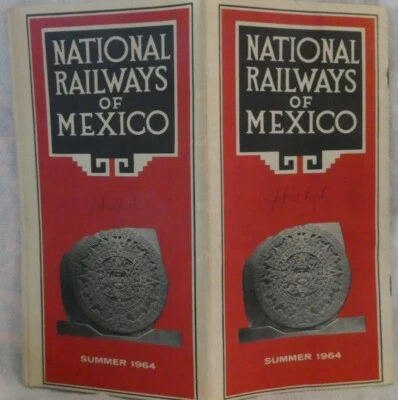 NATIONAL
RAILWAYS
OF
MEXICO
SUMMER 1964
NATIONAL
RAILWAYS
OF
MEXICO
SUMMER 1964